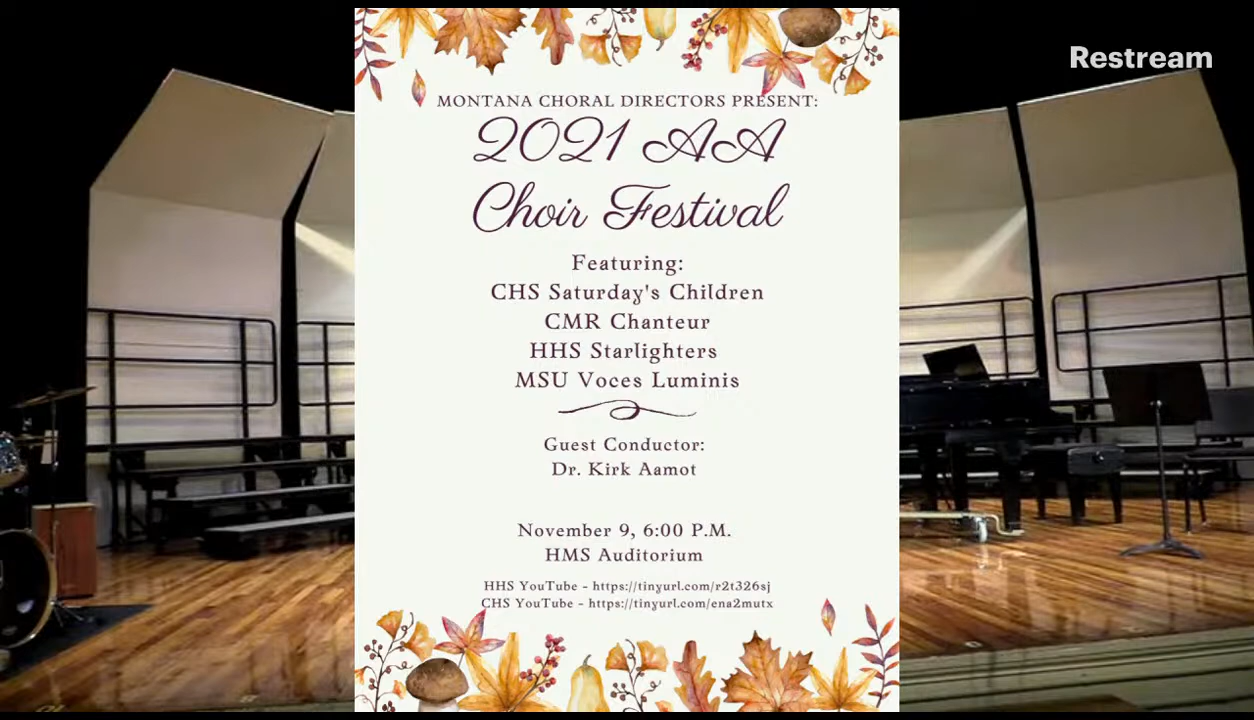 Restream
MONTANA CHORAL DIRECTORS PRESENT:
2021 AA
Choir Festival
Featuring:
CHS Saturday's Children
CMR Chanteur
HHS Starlighters
MSU Voces Luminis
Guest Conductor:
Dr. Kirk Aamot
November 9, 6:00 P.M.
HMS Auditorium
HHS YouTube - https://tinyurl.com/r2t326sj
CHS YouTube - https://tinyurl.com/ena2mutx